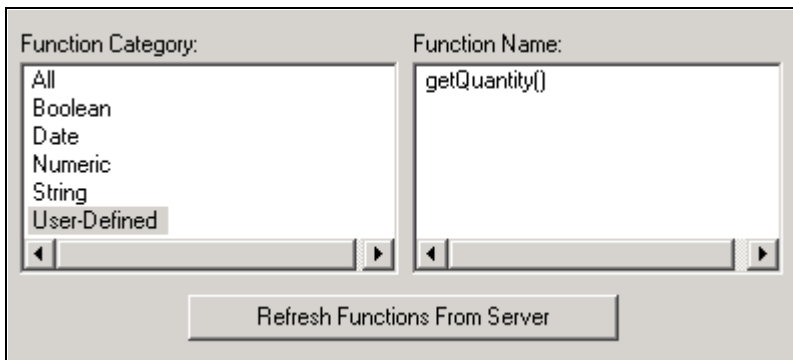 Function Category:
All
Boolean
Date
Numeric
String
User-Defined
Function Name:
getQuantity()
Refresh Functions From Server